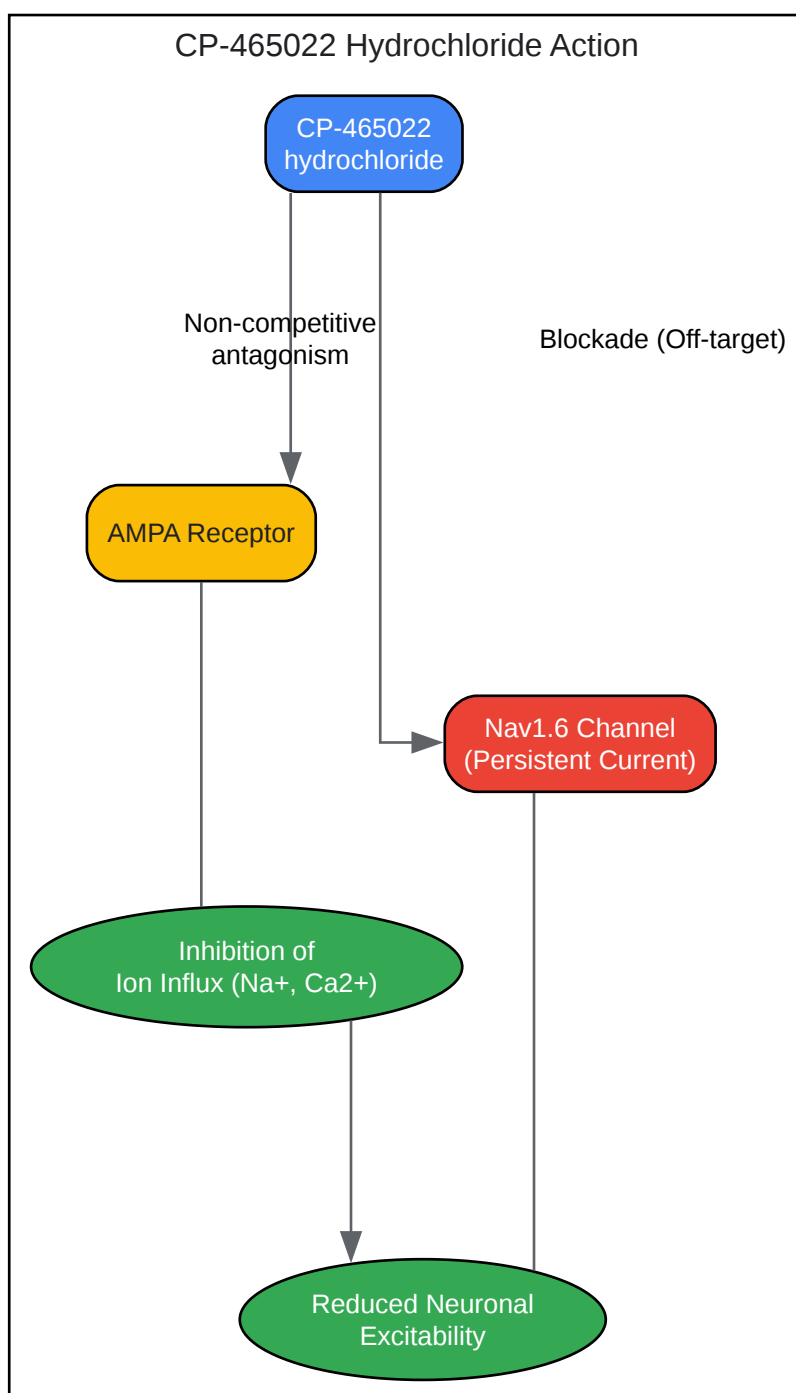 CP-465022 Hydrochloride Action
CP-465022
hydrochloride
Non-competitive
antagonism
Blockade (Off-target)
AMPA Receptor
Nav1.6 Channel
(Persistent Current)
Inhibition of
Ion Influx (Na+, Ca2+)
Reduced Neuronal
Excitability